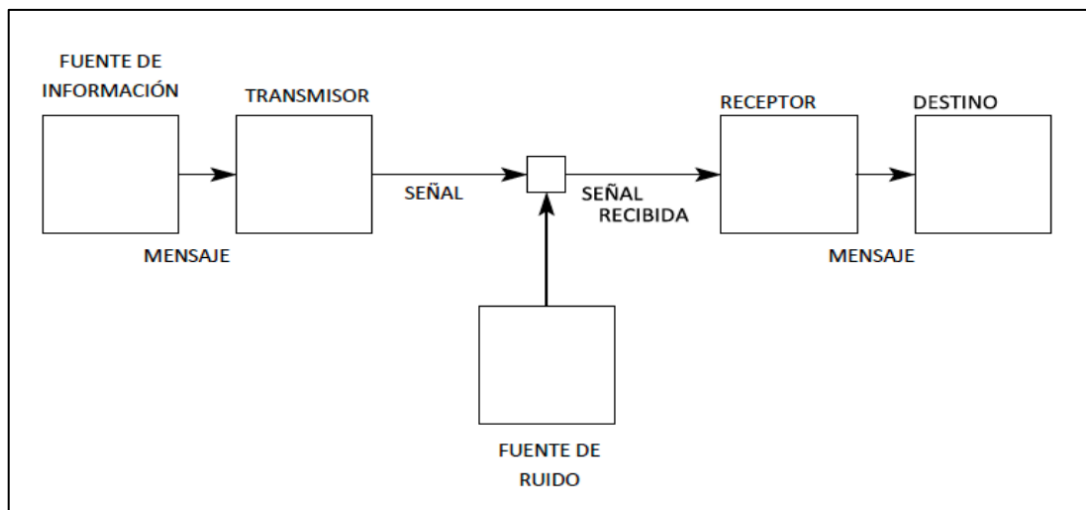 FUENTE DE
INFORMACIÓN
TRANSMISOR
RECEPTOR
DESTINO
SEÑAL
SEÑAL
RECIBIDA
MENSAJE
MENSAJE
FUENTE DE
RUIDO